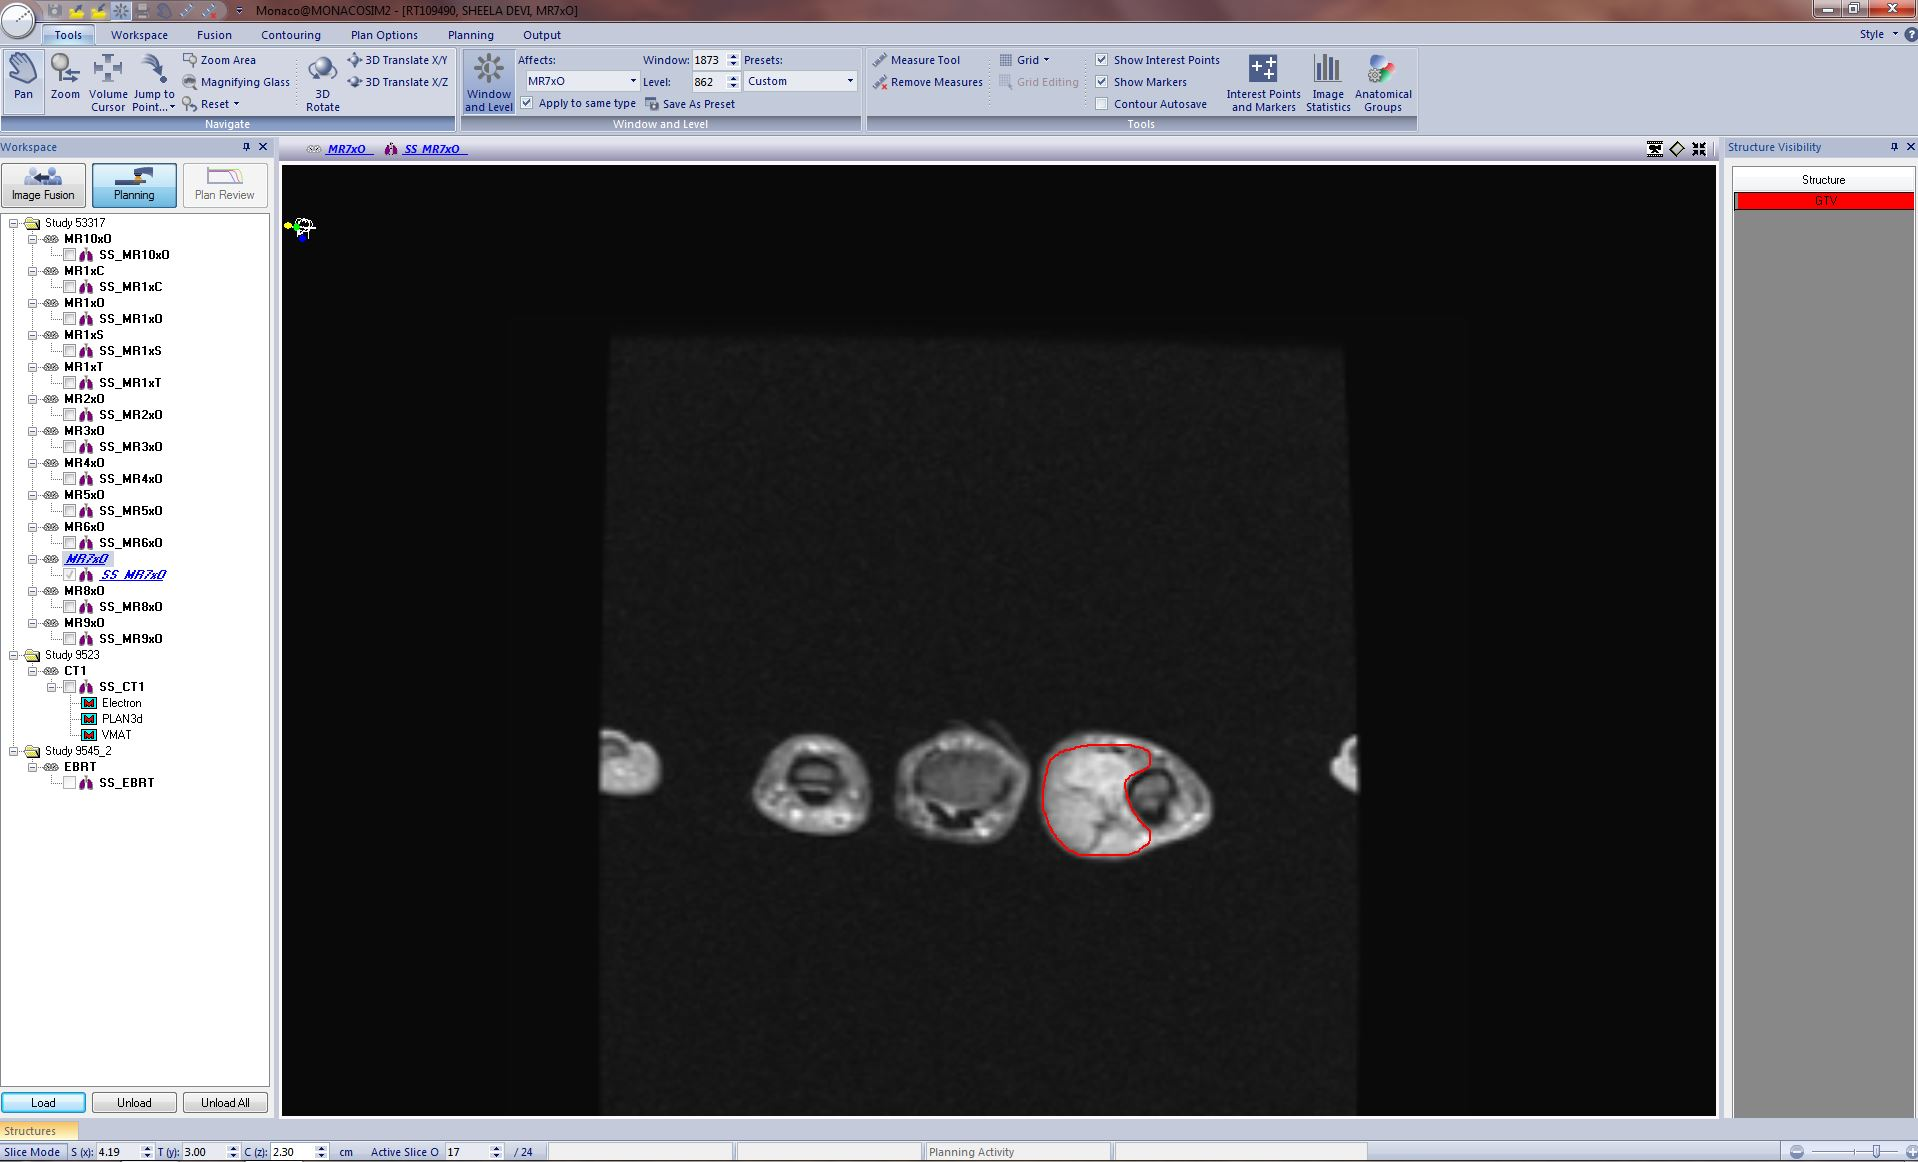 Monaco@MONACOSIM2 - [RT109490, SHEELA DEVI, MR7xO]
Tools Workspace Fusion Contouring Plan Options Planning Output Style
Pan
Zoom
Volume Cursor
Jump to Point...
Zoom Area
Magnifying Glass
Reset
3D Rotate
3D Translate X/Y
3D Translate X/Z
Navigate
Window and Level
Affects:
MR7xO
Apply to same type
Window: 1873
Level: 862
Save As Preset
Presets:
Custom
Window and Level
Measure Tool
Remove Measures
Grid
Grid Editing
Show Interest Points
Show Markers
Contour Autosave
Interest Points and Markers
Image Statistics
Anatomical Groups
Tools
Workspace
MR7xO SS_MR7xO
Structure Visibility
Image Fusion
Planning
Plan Review
Structure
GTV
Study 53317
MR10xO
SS_MR10xO
MR1xC
SS_MR1xC
MR1xO
SS_MR1xO
MR1xS
SS_MR1xS
MR1xT
SS_MR1xT
MR2xO
SS_MR2xO
MR3xO
SS_MR3xO
MR4xO
SS_MR4xO
MR5xO
SS_MR5xO
MR6xO
SS_MR6xO
MR7xO
SS_MR7xO
MR8xO
SS_MR8xO
MR9xO
SS_MR9xO
Study 9523
CT1
SS_CT1
Electron
PLAN3d
VMAT
Study 9545_2
EBRT
SS_EBRT
Load Unload Unload All
Structures
Slice Mode S (x): 4.19 T (y): 3.00 C (z): 2.30 cm Active Slice O 17 / 24 Planning Activity